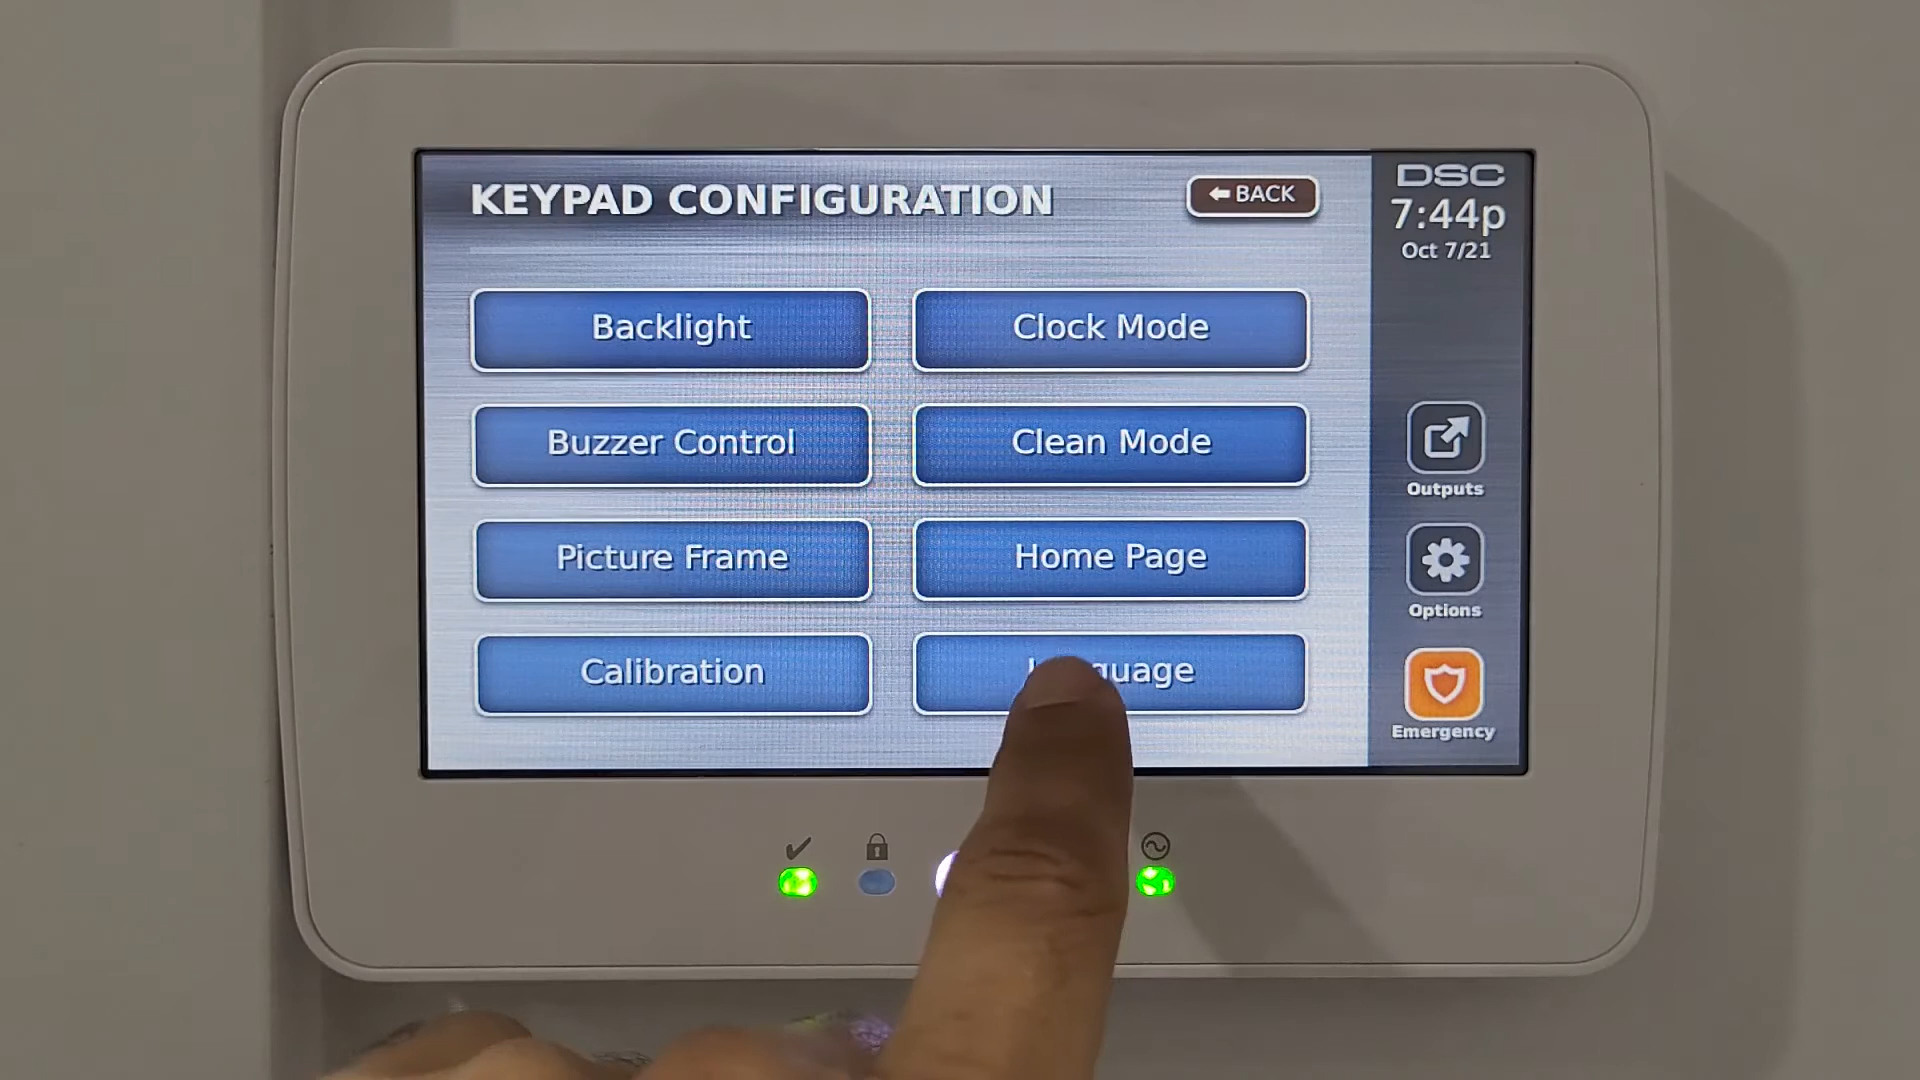 KEYPAD CONFIGURATION
BACK
DSC
7:44p
Oct 7/21
Backlight
Clock Mode
Buzzer Control
Clean Mode
Outputs
Picture Frame
Home Page
Options
Calibration
Emergency